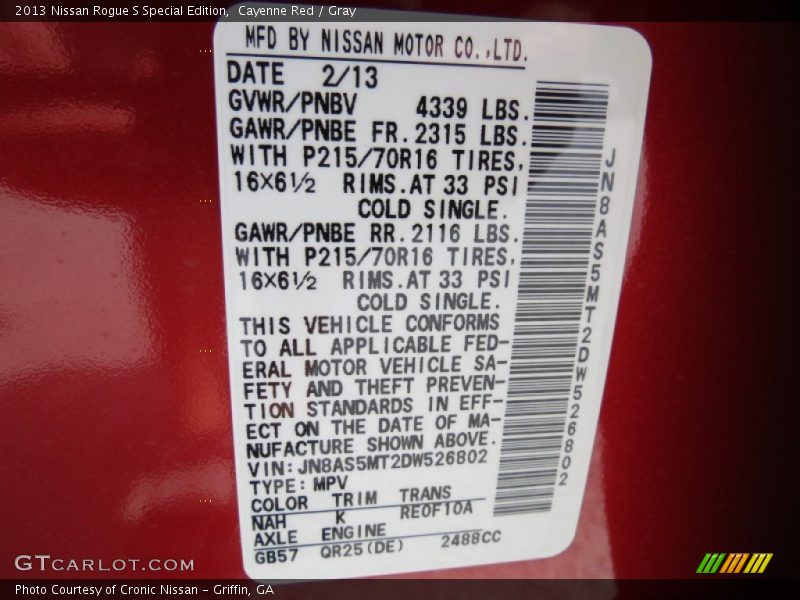 2013 Nissan Rogue S Special Edition,  Cayenne Red / Gray
MFD BY NISSAN MOTOR CO.,LTD.
DATE 2/13
GVWR/PNBV 4339 LBS.
GAWR/PNBE FR. 2315 LBS.
WITH P215/70R16 TIRES,
16X6½ RIMS.AT 33 PSI
COLD SINGLE.
GAWR/PNBE RR. 2116 LBS.
WITH P215/70R16 TIRES,
16X6½ RIMS.AT 33 PSI
COLD SINGLE.
THIS VEHICLE CONFORMS
TO ALL APPLICABLE FED-
ERAL MOTOR VEHICLE SA-
FETY AND THEFT PREVEN-
TION STANDARDS IN EFF-
ECT ON THE DATE OF MA-
NUFACTURE SHOWN ABOVE.
VIN:JN8AS5MT2DW526802
TYPE:MPV
COLOR TRIM TRANS
NAH K RE0F10A
AXLE ENGINE
GB57 QR25(DE) 2488CC
JN8AS5MT2DW526802
GTCARLOT.COM
Photo Courtesy of Cronic Nissan - Griffin, GA